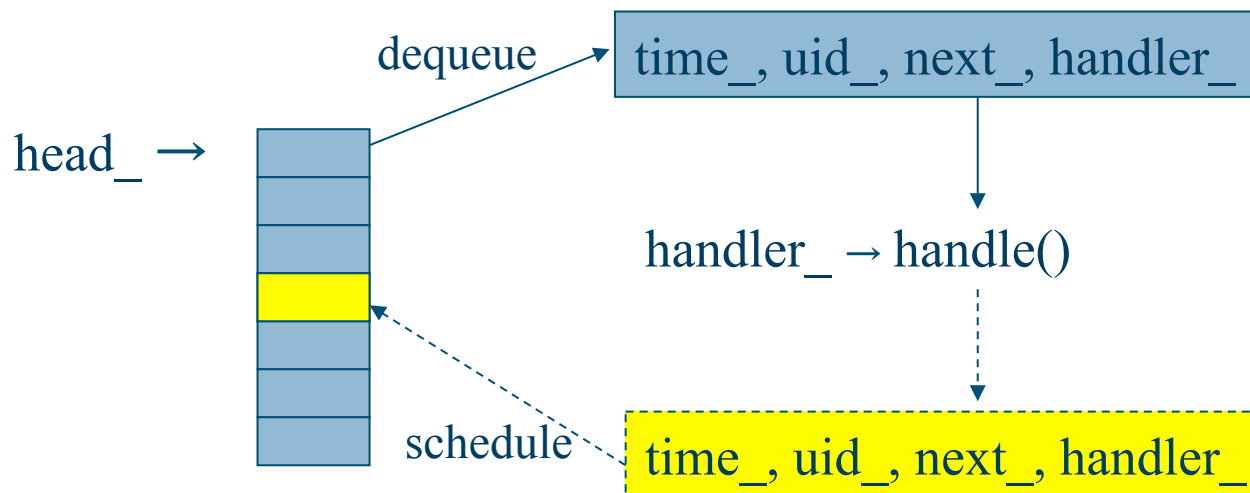 dequeue
time_, uid_, next_, handler_
head_ →
handler_ → handle()
schedule
time_, uid_, next_, handler_